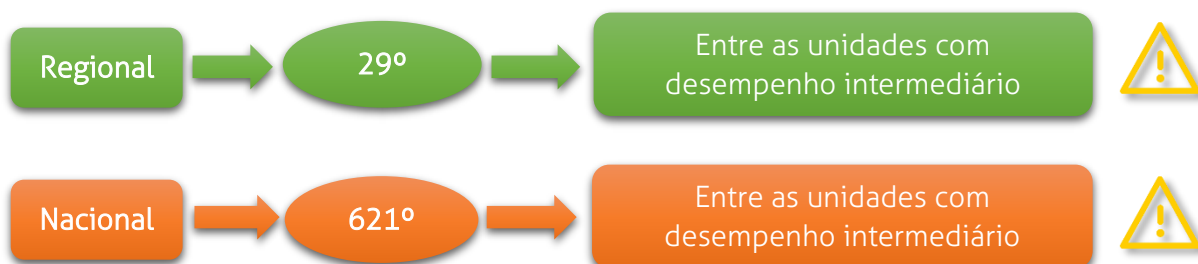 Regional
29º
Entre as unidades com
desempenho intermediário
Nacional
621º
Entre as unidades com
desempenho intermediário